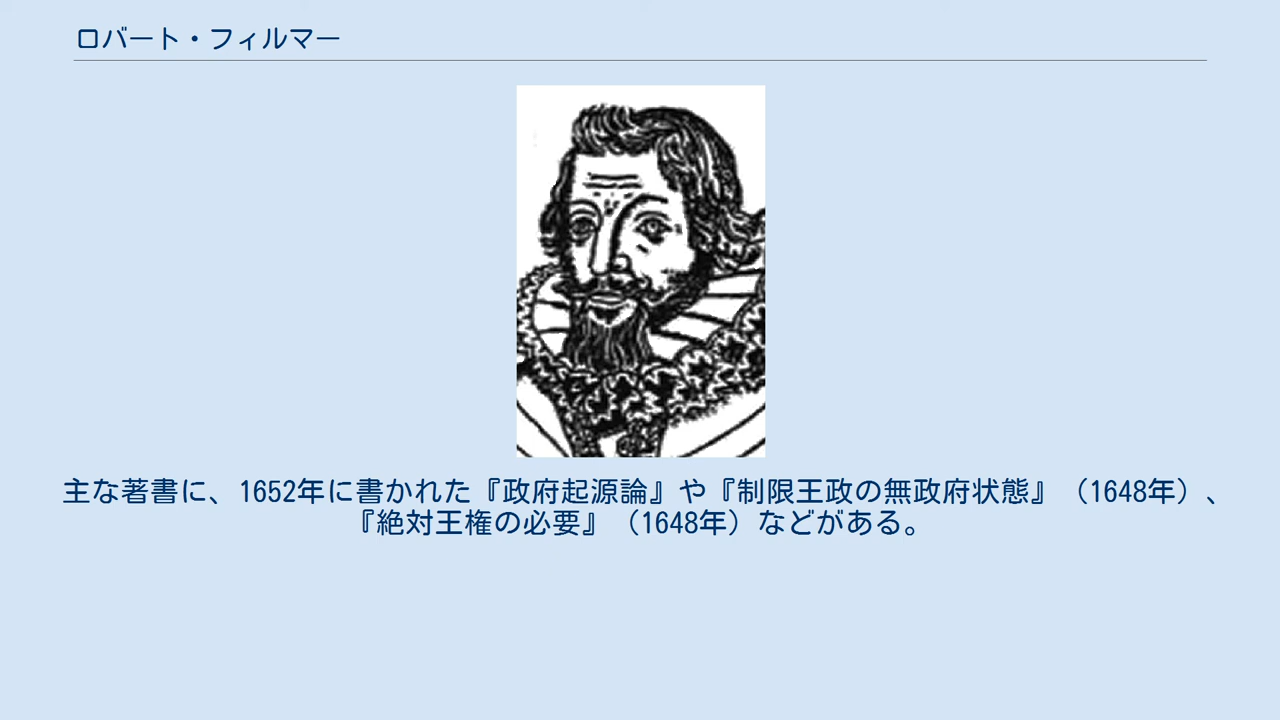 ロバート・フィルマー
主な著書に、1652年に書かれた『政府起源論』や『制限王政の無政府状態』（1648年）、
『絶対王権の必要』（1648年）などがある。